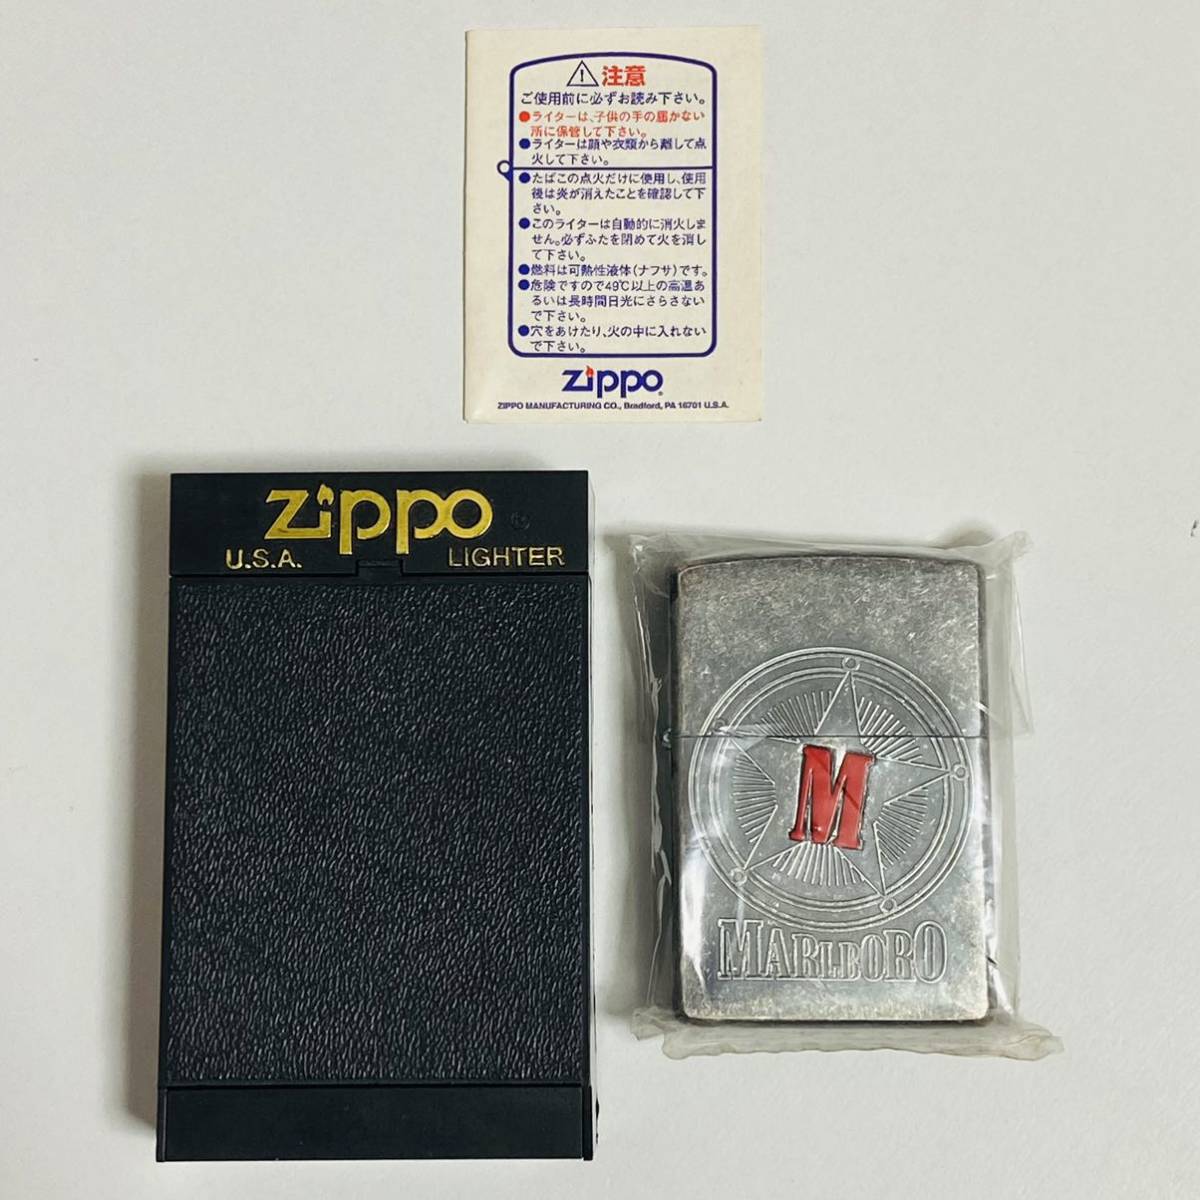 ⚠注意
ご使用前に必ずお読み下さい。
●ライターは、子供の手の届かない
所に保管して下さい。
●ライターは顔や衣類から離して点
火して下さい。
●たばこの点火だけに使用し、使用
後は炎が消えたことを確認して下
さい。
●このライターは自動的に消火しま
せん。必ずふたを閉めて火を消し
て下さい。
●燃料は可熱性液体(ナフサ)です。
●危険ですので49℃以上の高温あ
るいは長時間日光にさらさない
で下さい。
●穴をあけたり、火の中に入れない
で下さい。
Zippo®
ZIPPO MANUFACTURING CO., Bradford, PA 16701 U.S.A.
Zippo®
U.S.A. LIGHTER
M
MARLBORO